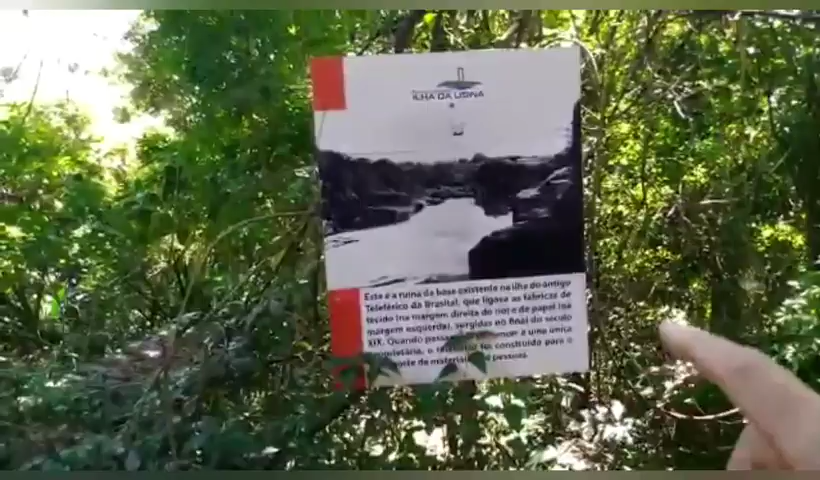 ILHA DA USINA
Esta é a ruína da base existente na ilha do antigo
Teleférico da Brasital, que ligava as fábricas de
tecido (na margem direita do rio) e de papel (na
margem esquerda), surgidas no final do século
XIX. Quando a uma única
proprietária, o foi construído para o
de pessoas.